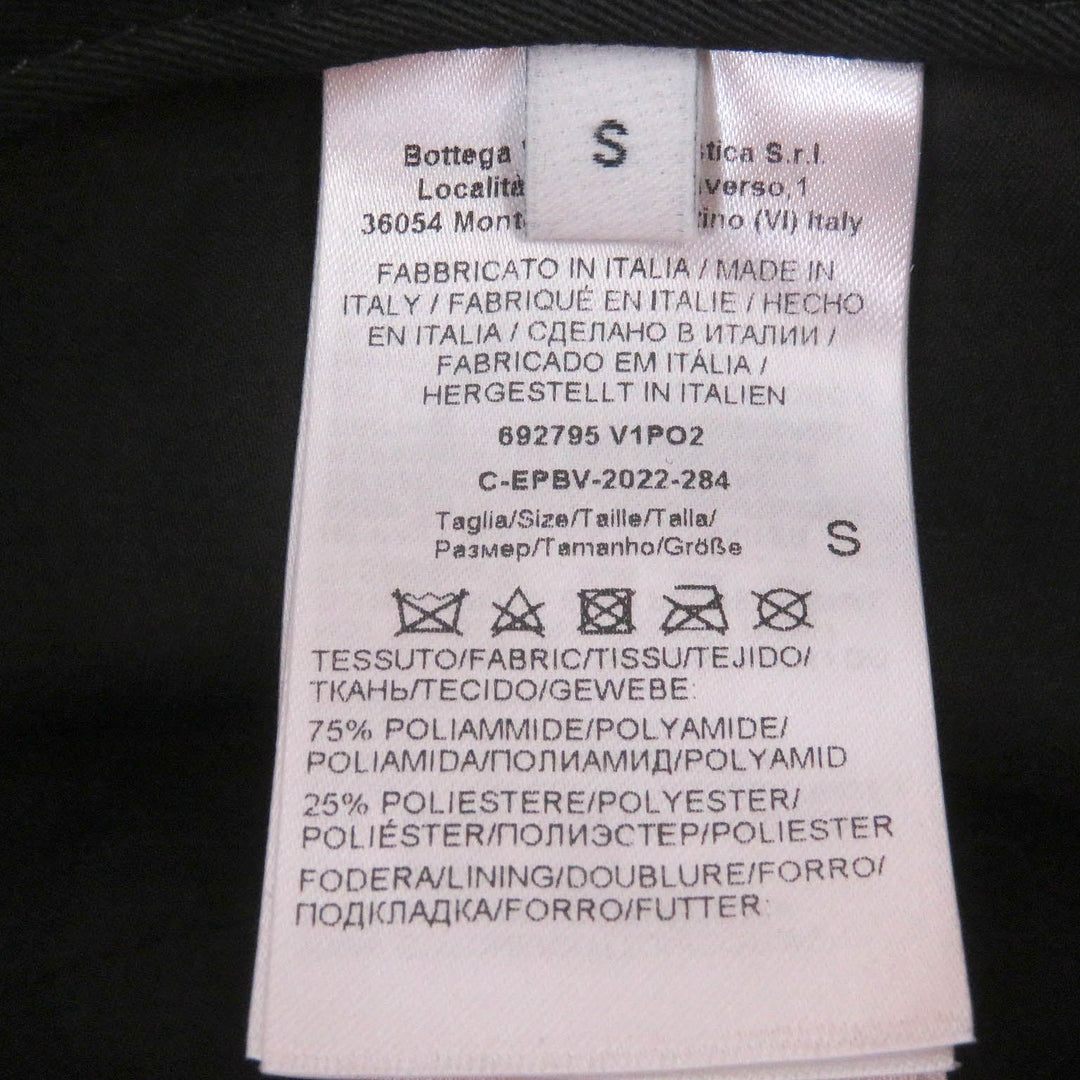 S
Bottega tica S.r.l.
Località verso,1
36054 Mont ino (VI) Italy
FABBRICATO IN ITALIA / MADE IN
ITALY / FABRIQUÉ EN ITALIE / HECHO
EN ITALIA / СДЕЛАНО В ИТАЛИИ /
FABRICADO EM ITÁLIA /
HERGESTELLT IN ITALIEN
692795 V1PO2
C-EPBV-2022-284
Taglia/Size/Taille/Talla/
Размер/Tamanho/Größe S
TESSUTO/FABRIC/TISSU/TEJIDO/
ТКАНЬ/TECIDO/GEWEBE:
75% POLIAMMIDE/POLYAMIDE/
POLIAMIDA/ПОЛИАМИД/POLYAMID
25% POLIESTERE/POLYESTER/
POLIÉSTER/ПОЛИЭСТЕР/POLIESTER
FODERA/LINING/DOUBLURE/FORRO/
ПОДКЛАДКА/FORRO/FUTTER: